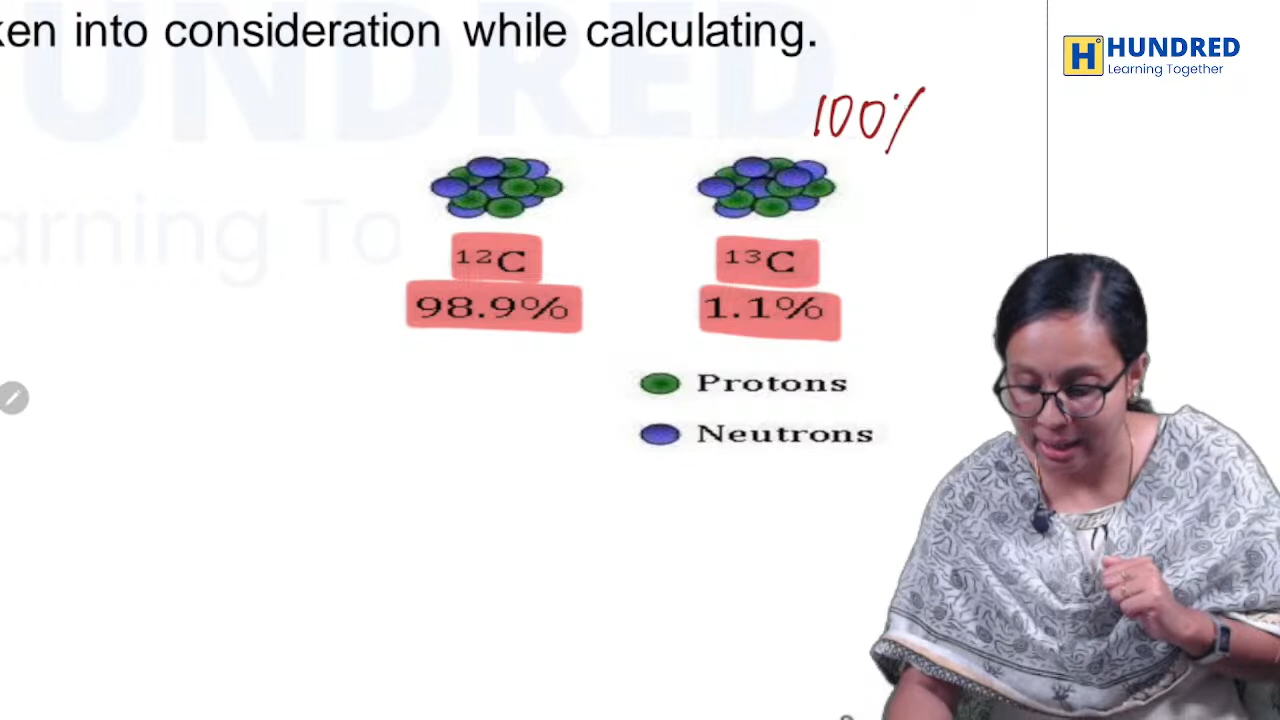 ken into consideration while calculating.
HUNDRED
Learning Together
100%
¹²C
¹³C
98.9%
1.1%
Protons
Neutrons